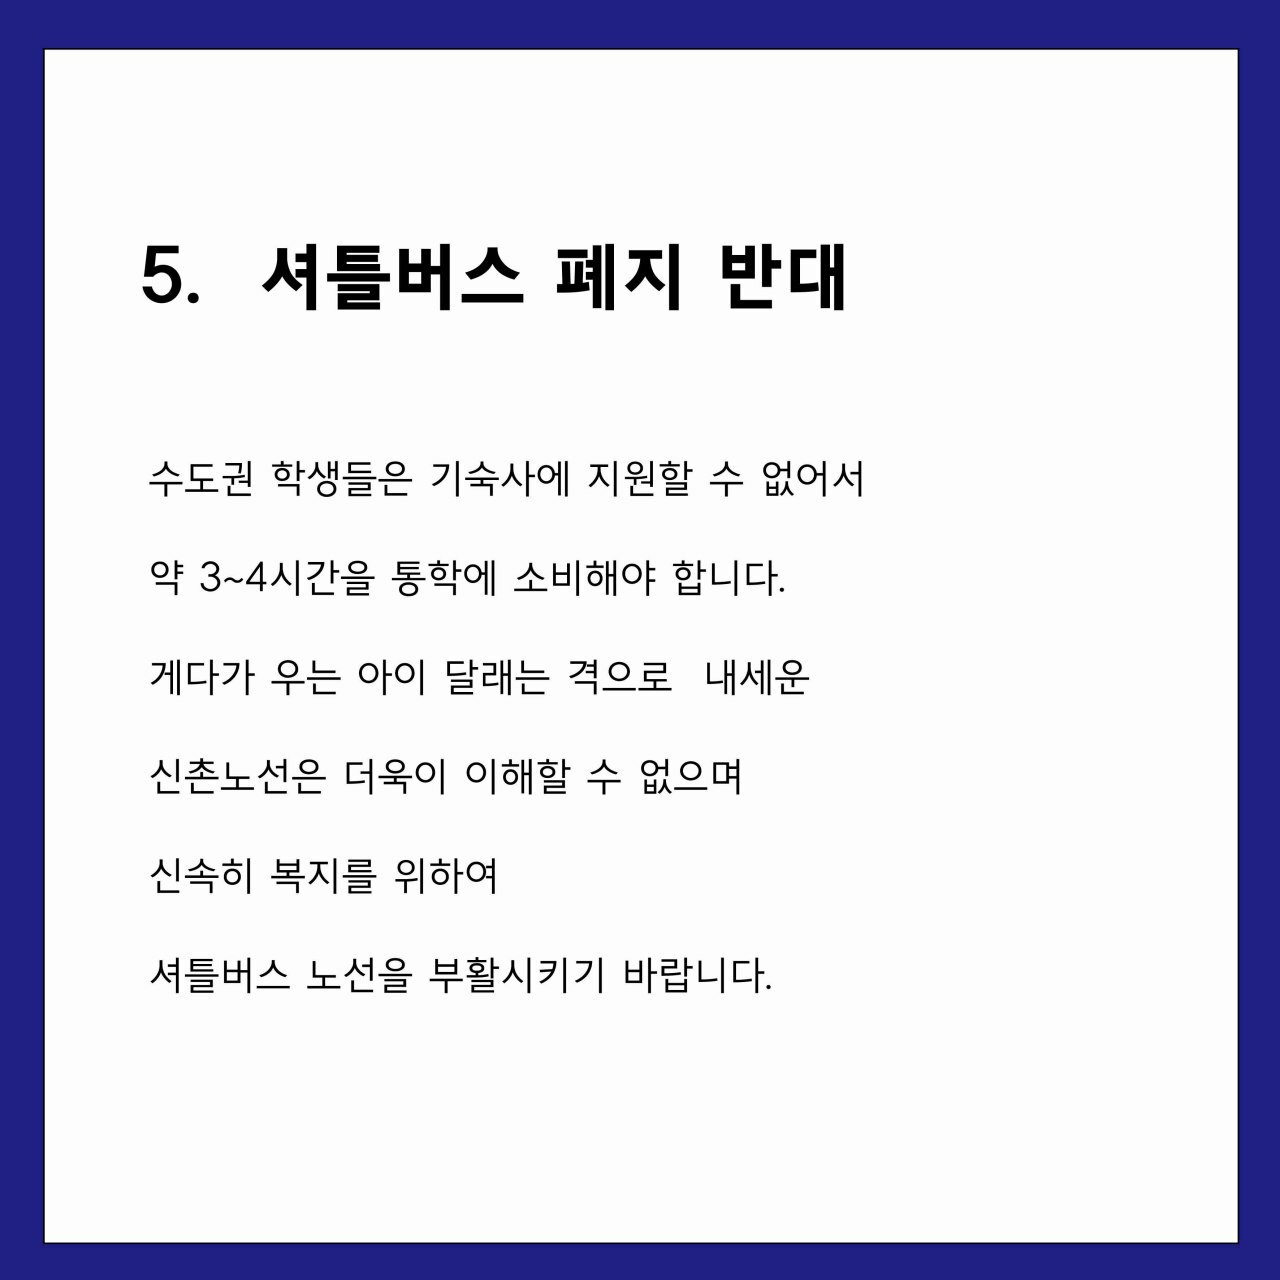 5. 셔틀버스 폐지 반대
수도권 학생들은 기숙사에 지원할 수 없어서
약 3~4시간을 통학에 소비해야 합니다.
게다가 우는 아이 달래는 격으로 내세운
신촌노선은 더욱이 이해할 수 없으며
신속히 복지를 위하여
셔틀버스 노선을 부활시키기 바랍니다.